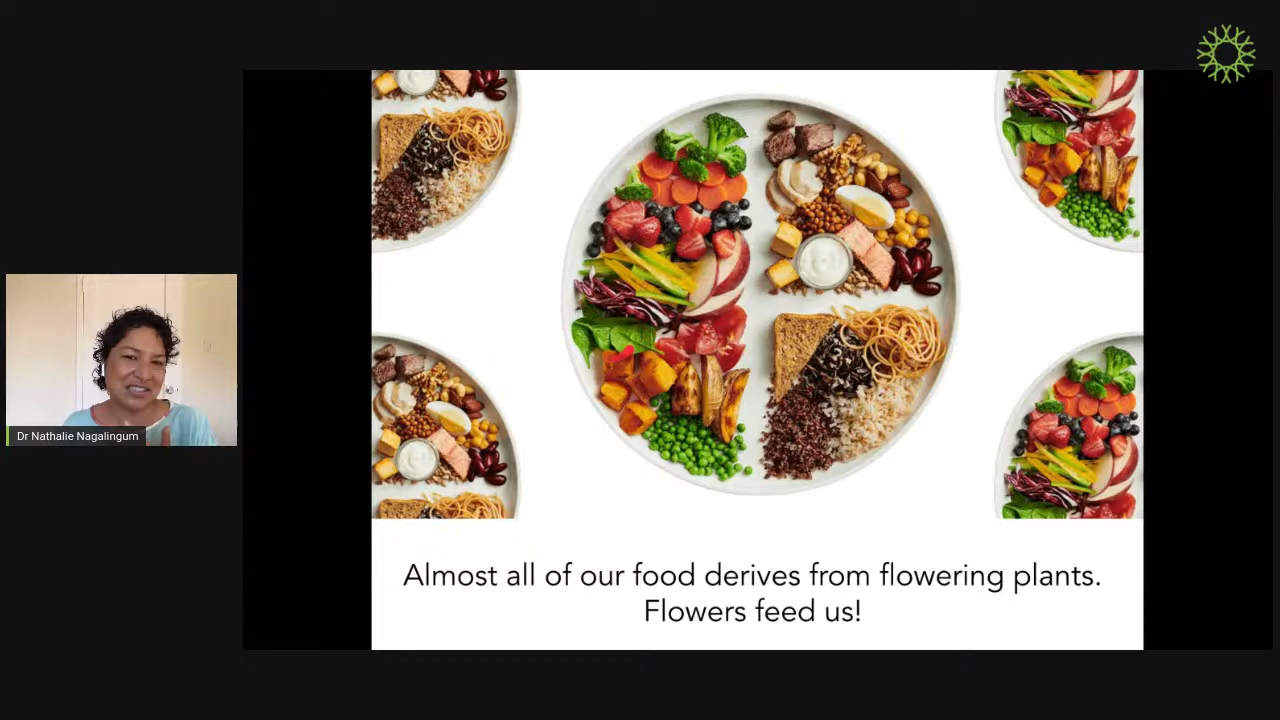 Dr Nathalie Nagalingum
Almost all of our food derives from flowering plants.
Flowers feed us!